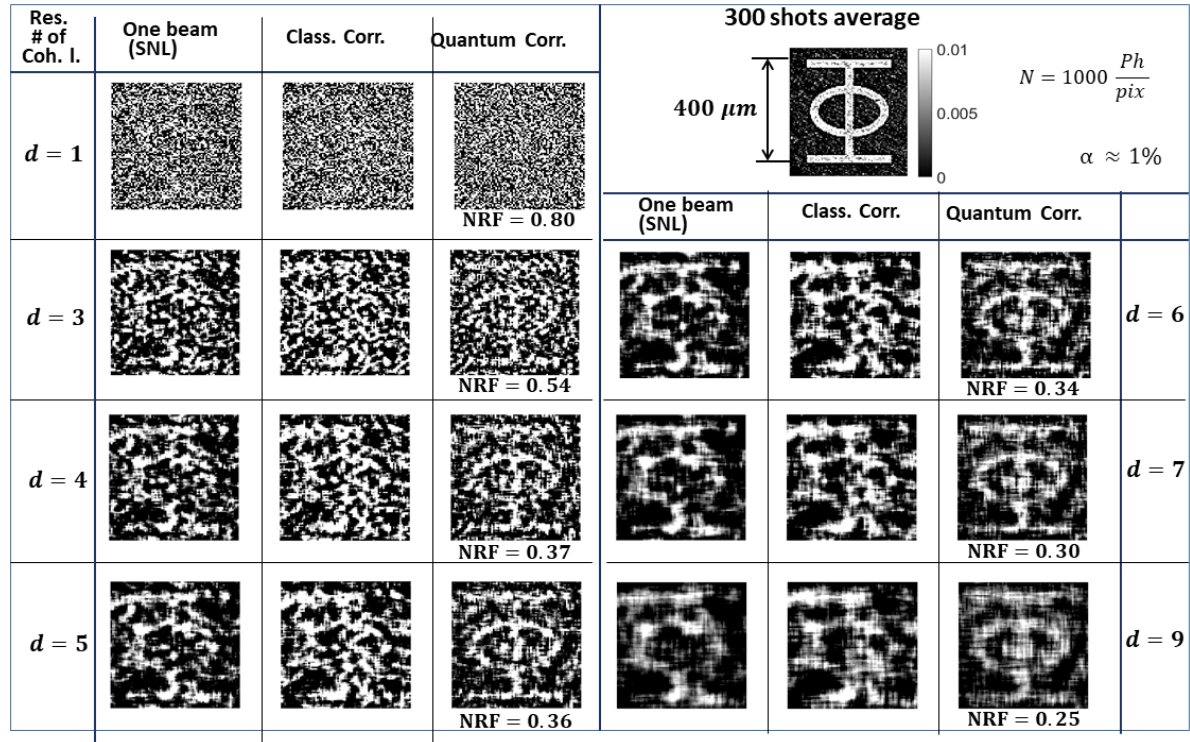 Res.
# of
Coh. l.
One beam
(SNL)
Class. Corr.
Quantum Corr.
d = 1
NRF = 0.80
d = 3
NRF = 0.54
d = 4
NRF = 0.37
d = 5
NRF = 0.36
300 shots average
400 μm
0.01
0.005
0
N = 1000 Ph/pix
α ≈ 1%
One beam
(SNL)
Class. Corr.
Quantum Corr.
d = 6
NRF = 0.34
d = 7
NRF = 0.30
d = 9
NRF = 0.25